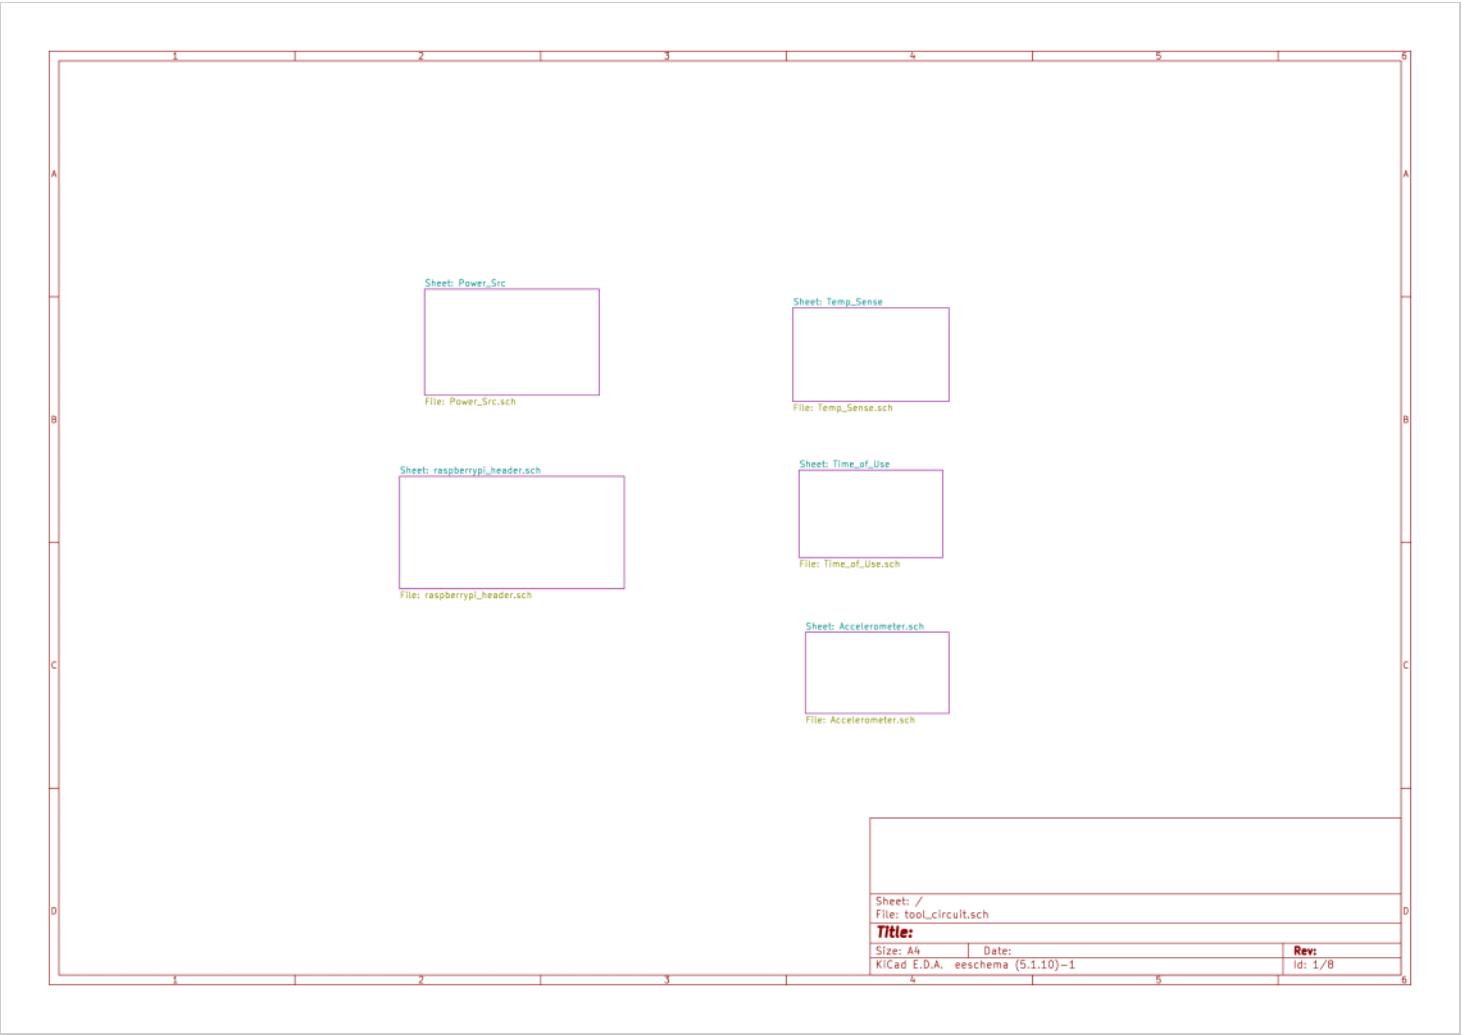 1 2 3 4 5 6
A A
Sheet: Power_Src
File: Power_Src.sch
Sheet: Temp_Sense
File: Temp_Sense.sch
B B
Sheet: raspberrypi_header.sch
File: raspberrypi_header.sch
Sheet: Time_of_Use
File: Time_of_Use.sch
Sheet: Accelerometer.sch
File: Accelerometer.sch
C C
Sheet: /
File: tool_circuit.sch
D D
Title:
Size: A4 Date: Rev:
KiCad E.D.A. eeschema (5.1.10)-1 Id: 1/8
1 2 3 4 5 6